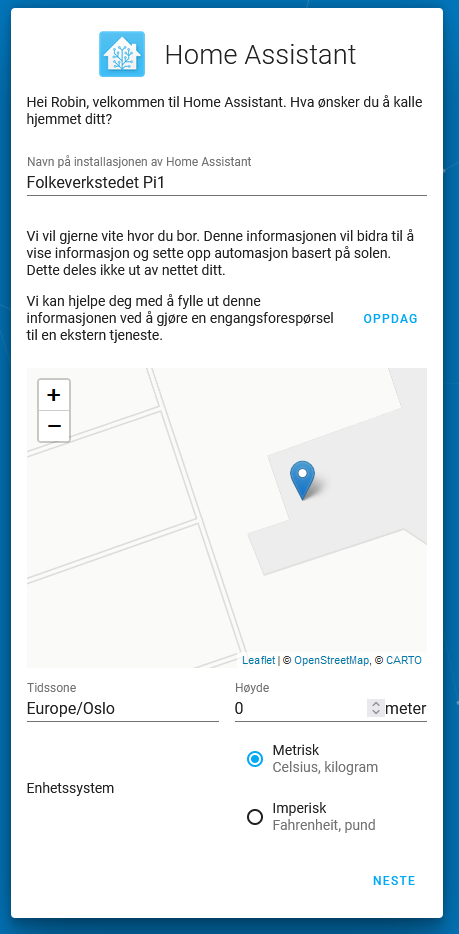 Home Assistant
Hei Robin, velkommen til Home Assistant. Hva ønsker du å kalle
hjemmet ditt?
Navn på installasjonen av Home Assistant
Folkeverkstedet Pi1
Vi vil gjerne vite hvor du bor. Denne informasjonen vil bidra til å
vise informasjon og sette opp automasjon basert på solen.
Dette deles ikke ut av nettet ditt.
Vi kan hjelpe deg med å fylle ut denne
informasjonen ved å gjøre en engangsforespørsel
til en ekstern tjeneste.
OPPDAG
+
−
Leaflet | © OpenStreetMap, © CARTO
Tidssone
Europe/Oslo
Høyde
0 meter
Enhetssystem
Metrisk
Celsius, kilogram
Imperisk
Fahrenheit, pund
NESTE